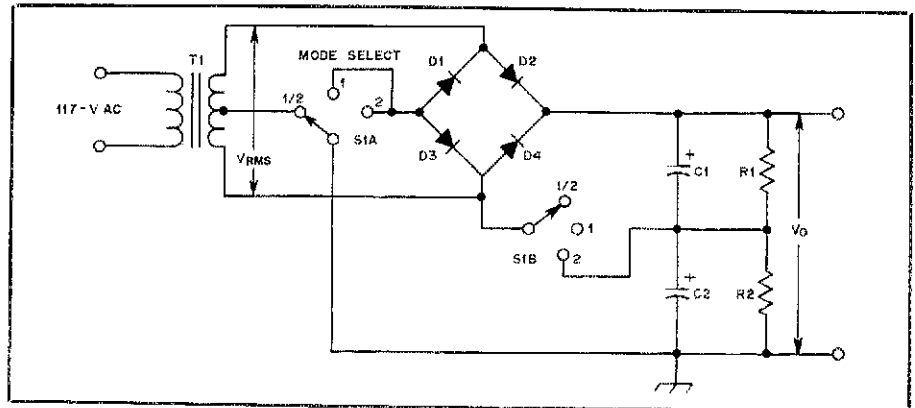 T1
117-V AC
VRMS
MODE SELECT
1
1/2
2
S1A
D1
D2
D3
D4
1/2
1
2
S1B
+
C1
R1
VO
+
C2
R2